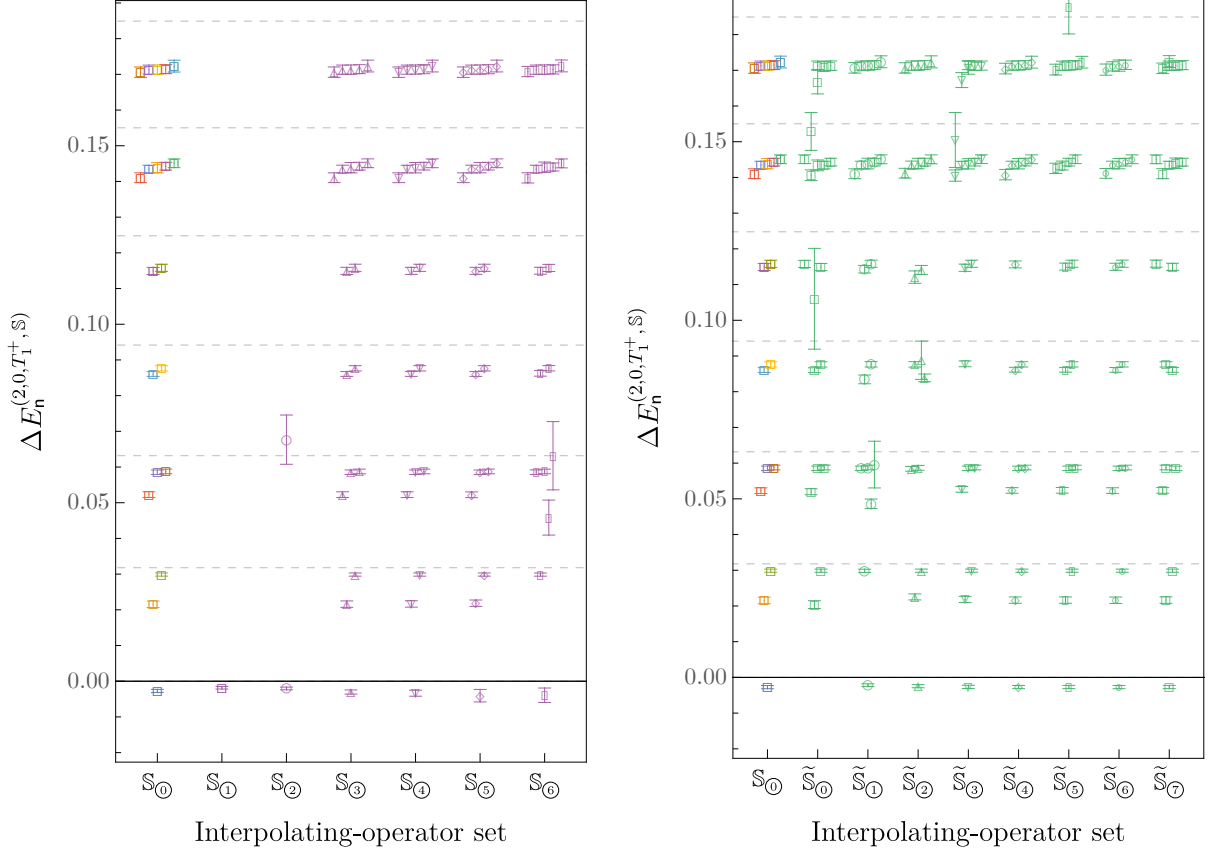 ΔE_n^(2,0,T_1^+,𝕊)
0.15
0.10
0.05
0.00
𝕊⓪ 𝕊① 𝕊② 𝕊③ 𝕊④ 𝕊⑤ 𝕊⑥
Interpolating-operator set
ΔE_n^(2,0,T_1^+,𝕊)
0.15
0.10
0.05
0.00
𝕊⓪ 𝕊̃⓪ 𝕊̃① 𝕊̃② 𝕊̃③ 𝕊̃④ 𝕊̃⑤ 𝕊̃⑥ 𝕊̃⑦
Interpolating-operator set